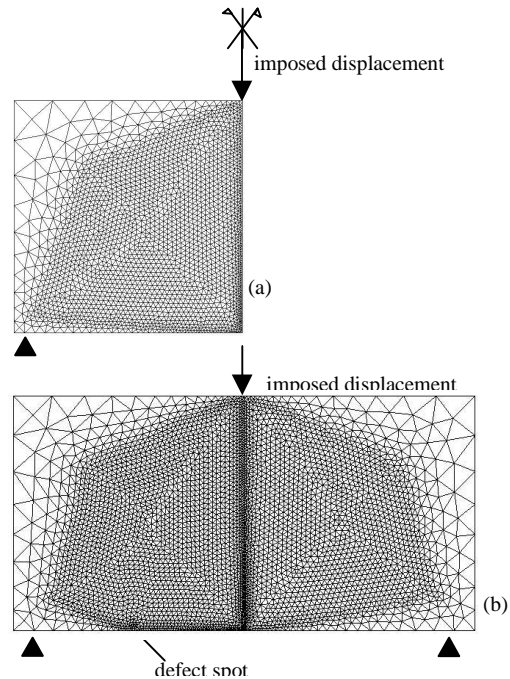 imposed displacement
(a)
imposed displacement
(b)
defect spot